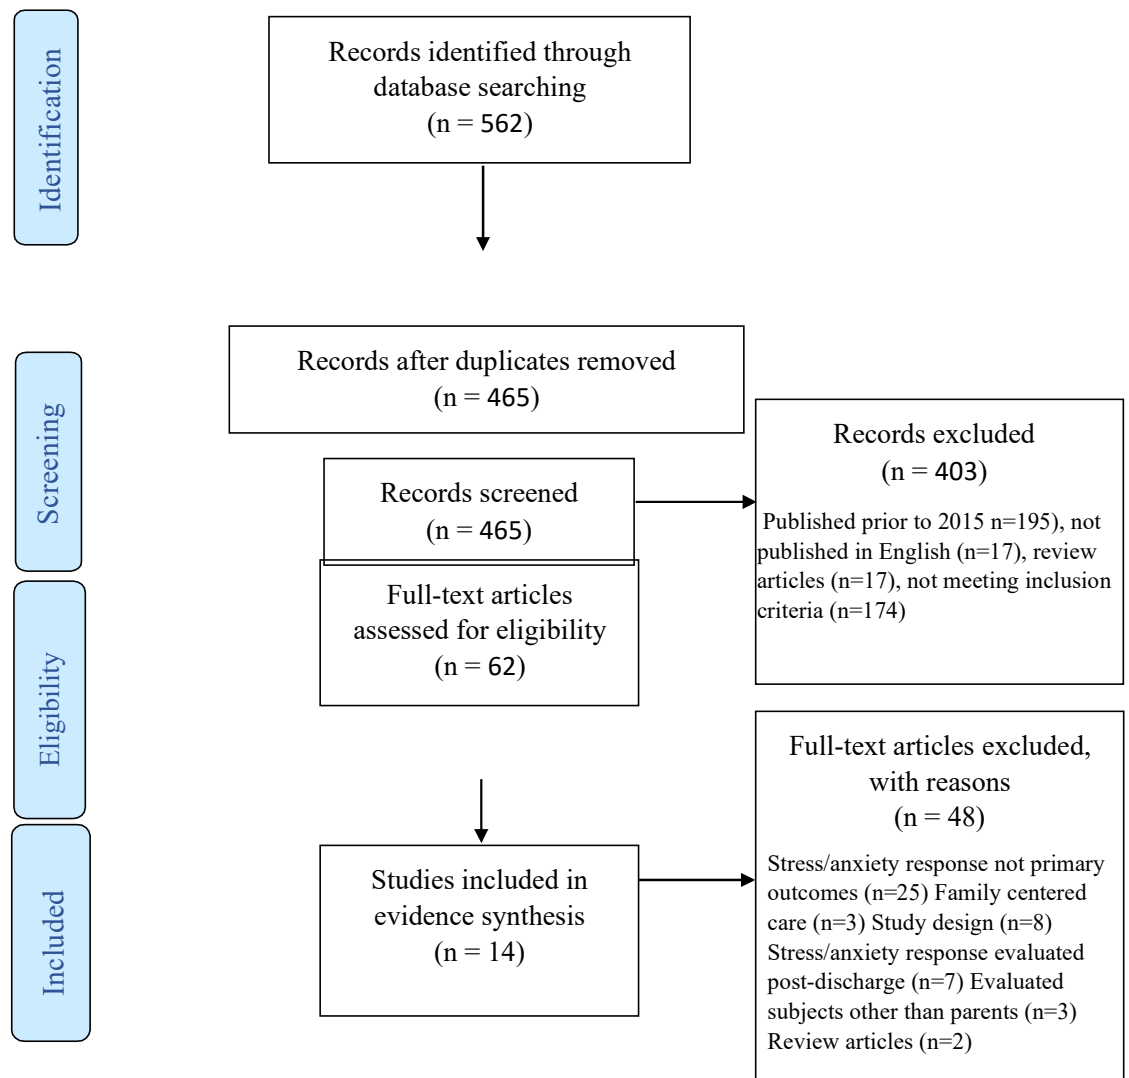 Identification
Records identified through
database searching
(n = 562)
Records after duplicates removed
(n = 465)
Screening
Records screened
(n = 465)
Records excluded
(n = 403)
Published prior to 2015 n=195), not
published in English (n=17), review
articles (n=17), not meeting inclusion
criteria (n=174)
Eligibility
Full-text articles
assessed for eligibility
(n = 62)
Full-text articles excluded,
with reasons
(n = 48)
Stress/anxiety response not primary
outcomes (n=25) Family centered
care (n=3) Study design (n=8)
Stress/anxiety response evaluated
post-discharge (n=7) Evaluated
subjects other than parents (n=3)
Review articles (n=2)
Included
Studies included in
evidence synthesis
(n = 14)